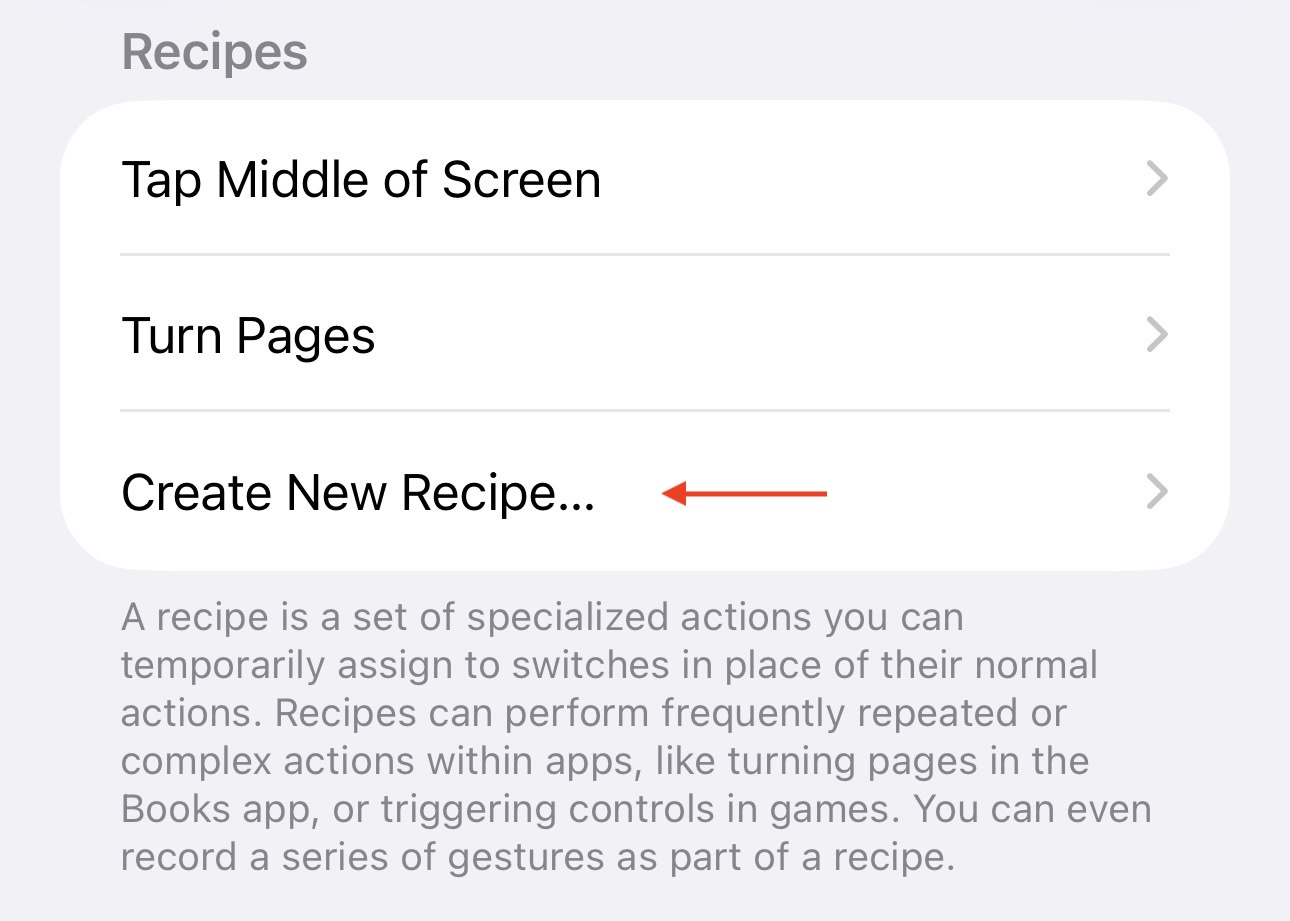 Recipes
Tap Middle of Screen
Turn Pages
Create New Recipe...
A recipe is a set of specialized actions you can
temporarily assign to switches in place of their normal
actions. Recipes can perform frequently repeated or
complex actions within apps, like turning pages in the
Books app, or triggering controls in games. You can even
record a series of gestures as part of a recipe.